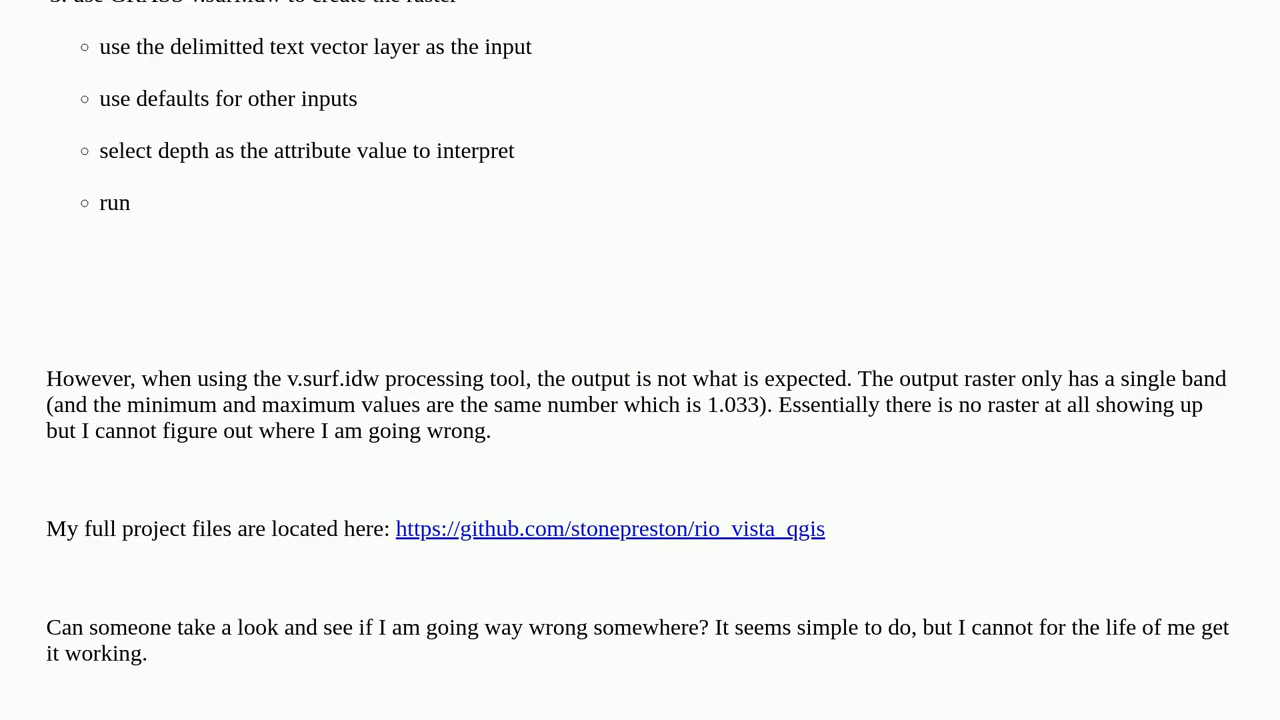 use the delimitted text vector layer as the input
use defaults for other inputs
select depth as the attribute value to interpret
run
However, when using the v.surf.idw processing tool, the output is not what is expected. The output raster only has a single band
(and the minimum and maximum values are the same number which is 1.033). Essentially there is no raster at all showing up
but I cannot figure out where I am going wrong.
My full project files are located here: https://github.com/stonepreston/rio_vista_qgis
Can someone take a look and see if I am going way wrong somewhere? It seems simple to do, but I cannot for the life of me get
it working.